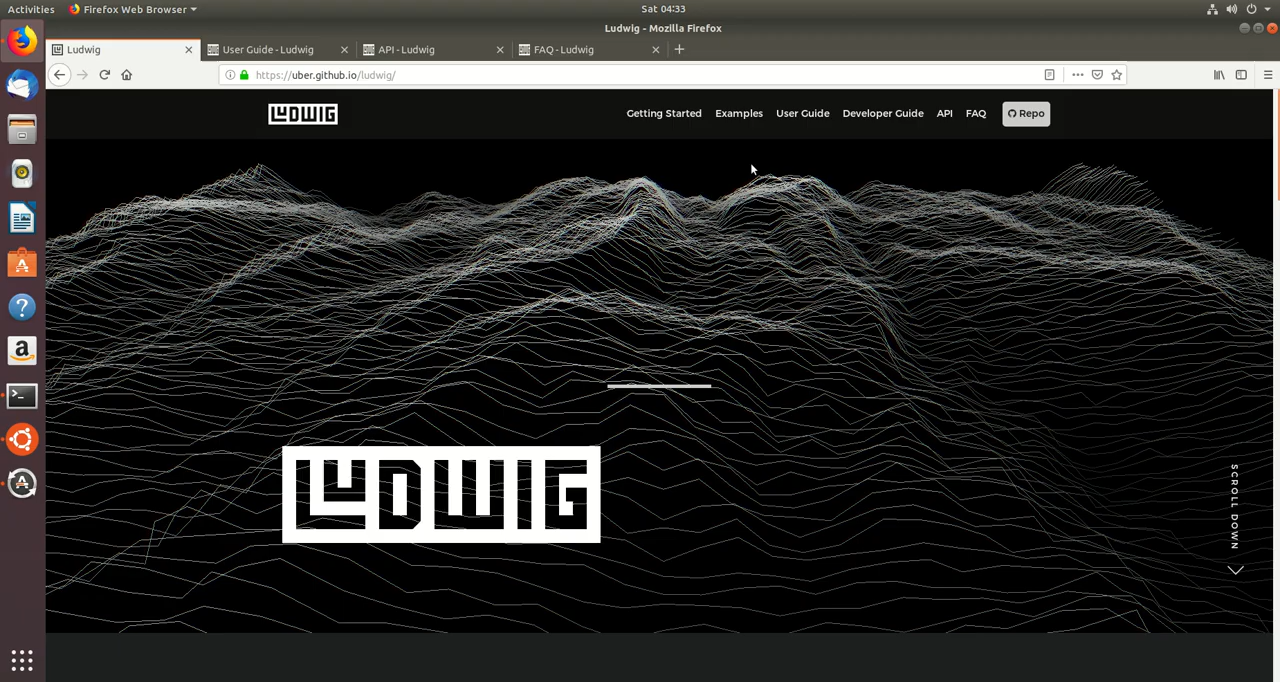 Activities
Firefox Web Browser
Sat 04:33
Ludwig - Mozilla Firefox
Ludwig
User Guide - Ludwig
API - Ludwig
FAQ - Ludwig
https://uber.github.io/ludwig/
LUDWIG
Getting Started
Examples
User Guide
Developer Guide
API
FAQ
Repo
LUDWIG
SCROLL DOWN